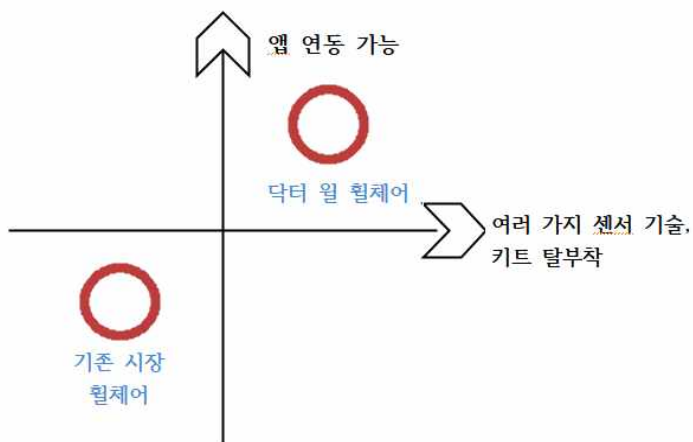 앱 연동 가능
닥터 월 휠체어
여러 가지 센서 기술,
키트 탈부착
기존 시장
휠체어